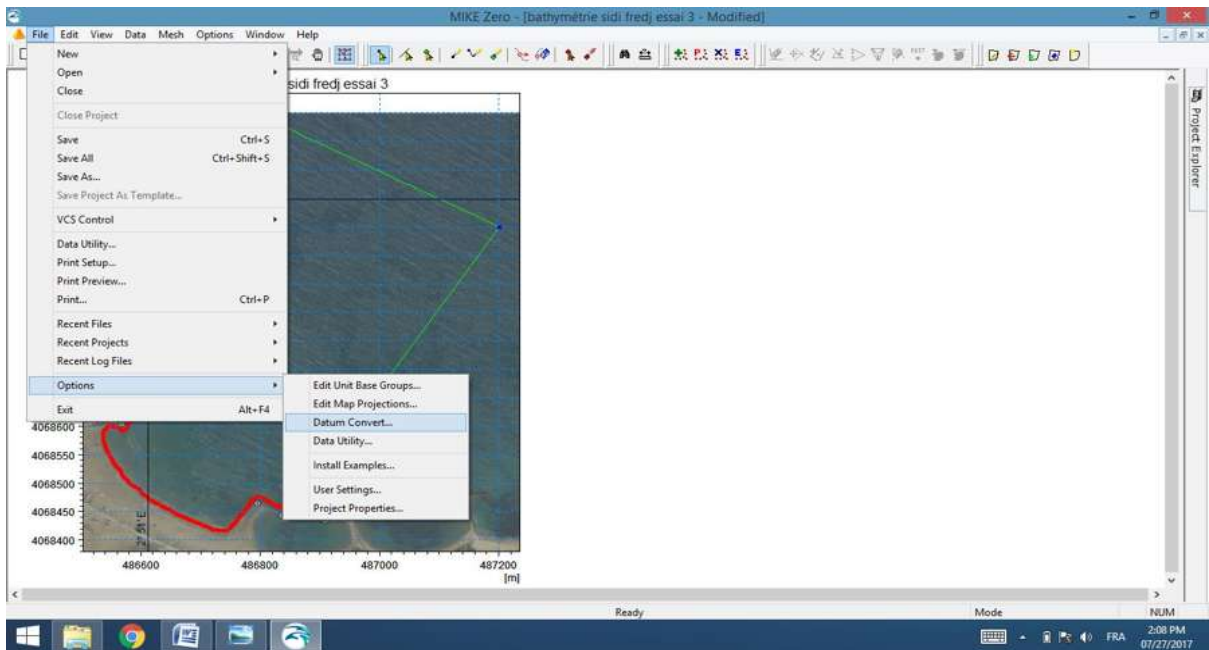 MIKE Zero - [bathymétrie sidi fredj essai 3 - Modified]
File Edit View Data Mesh Options Window Help
New
Open
Close
Close Project
Save Ctrl+S
Save All Ctrl+Shift+S
Save As...
Save Project As Template...
VCS Control
Data Utility...
Print Setup...
Print Preview...
Print... Ctrl+P
Recent Files
Recent Projects
Recent Log Files
Options
Exit Alt+F4
Edit Unit Base Groups...
Edit Map Projections...
Datum Convert...
Data Utility...
Install Examples...
User Settings...
Project Properties...
sidi fredj essai 3
Project Explorer
4068600
4068550
4068500
4068450
4068400
486600 486800 487000 487200
[m]
Ready Mode NUM
FRA 2:08 PM
07/27/2017